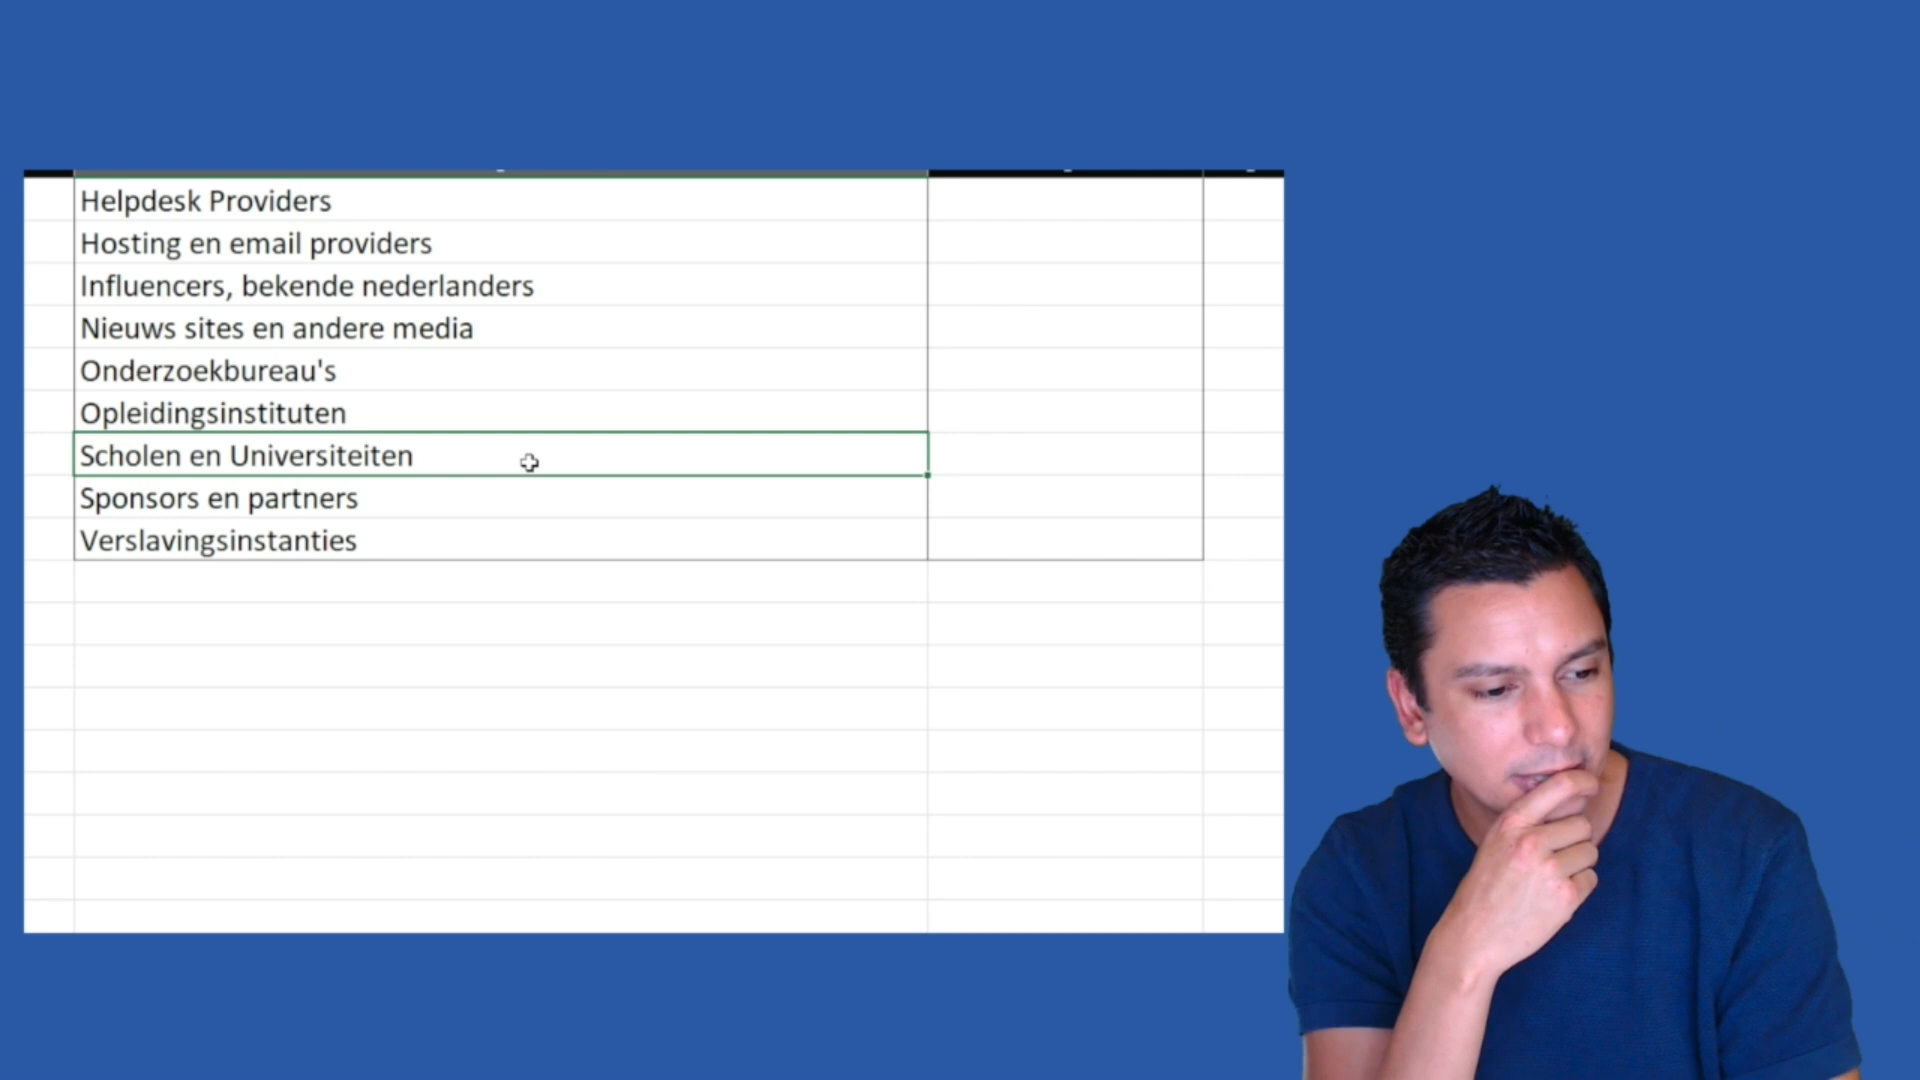 Helpdesk Providers
Hosting en email providers
Influencers, bekende nederlanders
Nieuws sites en andere media
Onderzoekbureau's
Opleidingsinstituten
Scholen en Universiteiten
Sponsors en partners
Verslavingsinstanties